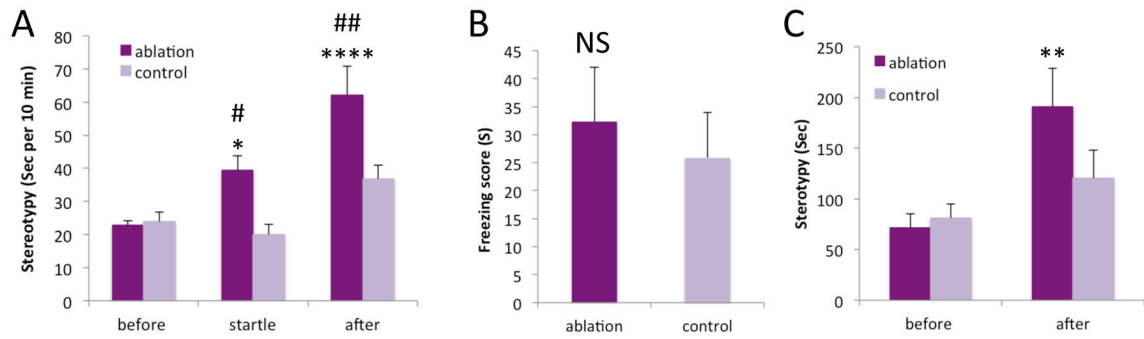 A
Stereotypy (Sec per 10 min)
80
70
60
50
40
30
20
10
0
ablation
control
#
*
##
****
before startle after
B
Freezing score (S)
45
40
35
30
25
20
15
10
5
0
NS
ablation control
C
Sterotypy (Sec)
250
200
150
100
50
0
ablation
control
**
before after